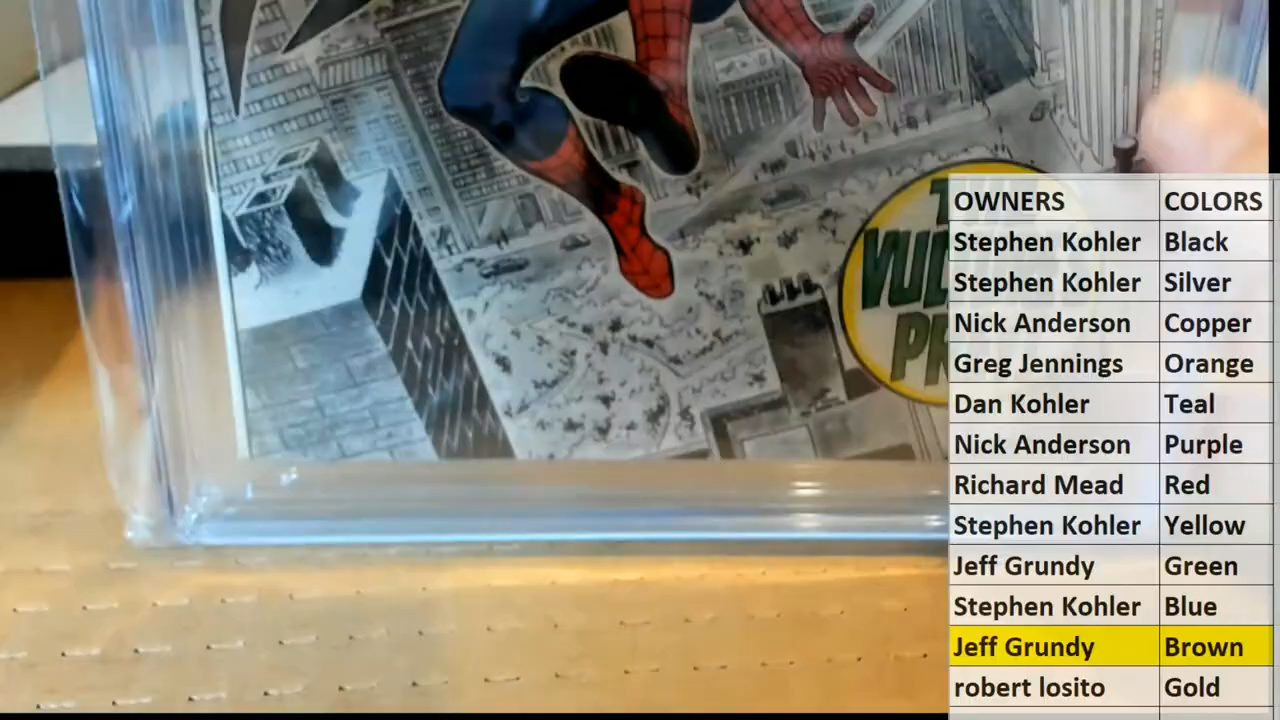 OWNERS COLORS
Stephen Kohler Black
Stephen Kohler Silver
Nick Anderson Copper
Greg Jennings Orange
Dan Kohler Teal
Nick Anderson Purple
Richard Mead Red
Stephen Kohler Yellow
Jeff Grundy Green
Stephen Kohler Blue
Jeff Grundy Brown
robert losito Gold